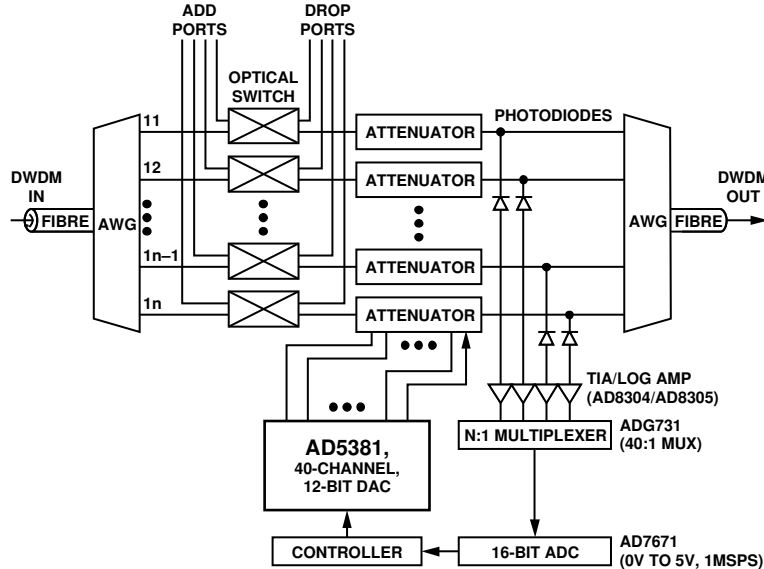 ADD
PORTS
DROP
PORTS
OPTICAL
SWITCH
11
ATTENUATOR
PHOTODIODES
12
ATTENUATOR
DWDM
IN
FIBRE
AWG
1n–1
ATTENUATOR
1n
ATTENUATOR
AWG
FIBRE
DWDM
OUT
TIA/LOG AMP
(AD8304/AD8305)
N:1 MULTIPLEXER
ADG731
(40:1 MUX)
AD5381,
40-CHANNEL,
12-BIT DAC
CONTROLLER
16-BIT ADC
AD7671
(0V TO 5V, 1MSPS)